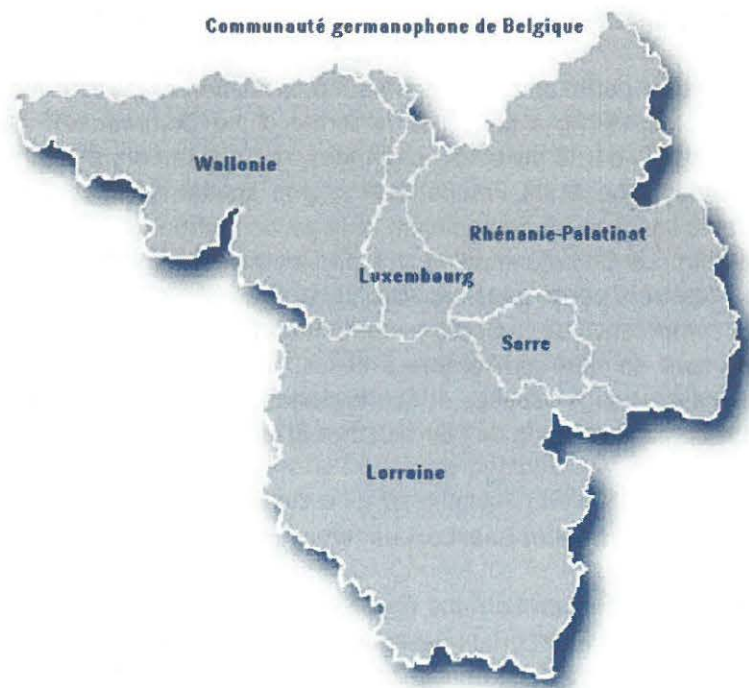 Communauté germanophone de Belgique
Wallonie
Rhénanie-Palatinat
Luxembourg
Sarre
Lorraine